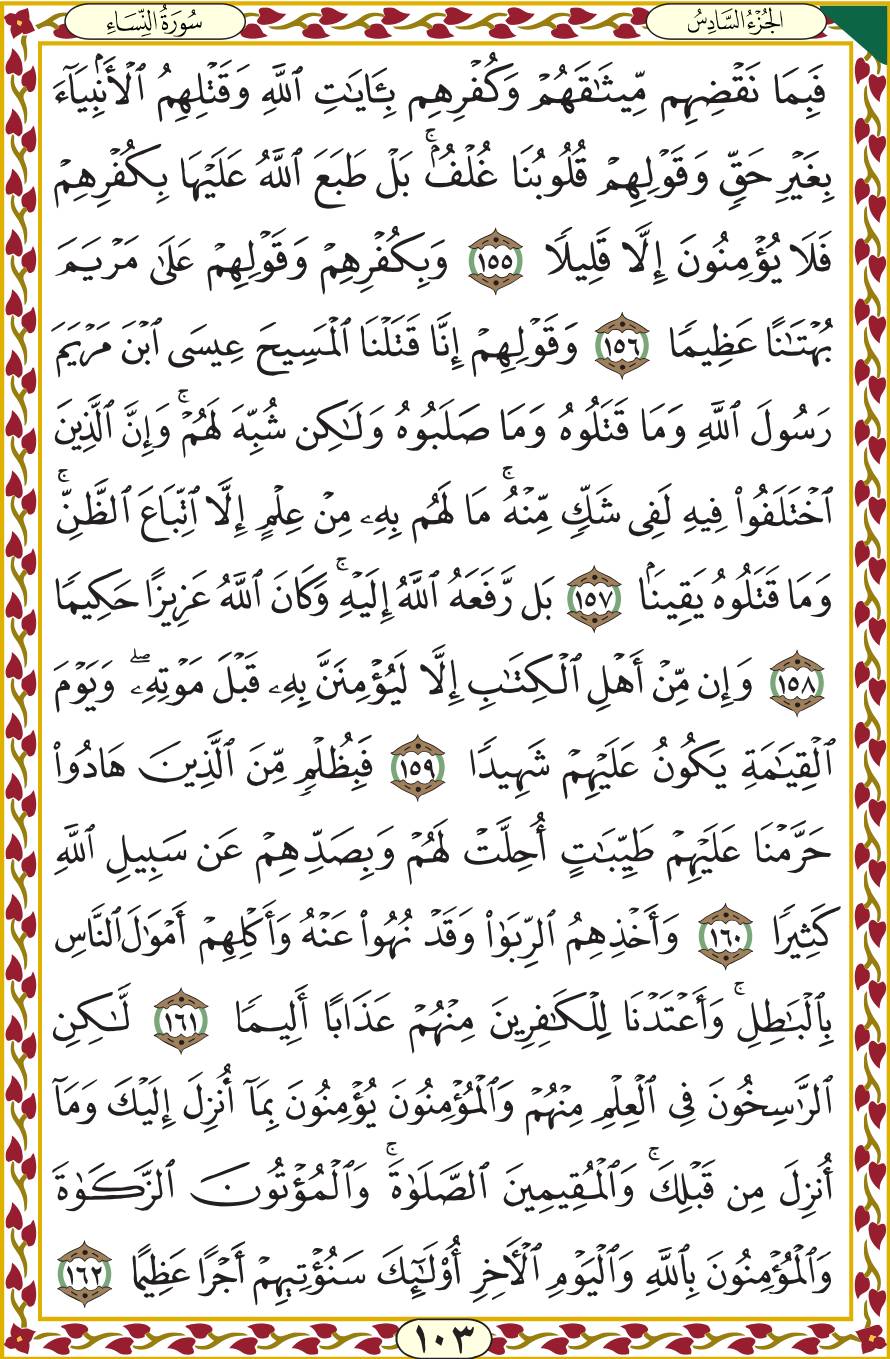 الجُزْءُ السَّادِسُ
سُورَةُ النِّسَاءِ
فَبِمَا نَقْضِهِم مِّيثَٰقَهُمْ وَكُفْرِهِم بِـَٔايَٰتِ ٱللَّهِ وَقَتْلِهِمُ ٱلْأَنۢبِيَآءَ
بِغَيْرِ حَقٍّ وَقَوْلِهِمْ قُلُوبُنَا غُلْفٌۢ ۚ بَلْ طَبَعَ ٱللَّهُ عَلَيْهَا بِكُفْرِهِمْ
فَلَا يُؤْمِنُونَ إِلَّا قَلِيلًا ١٥٥ وَبِكُفْرِهِمْ وَقَوْلِهِمْ عَلَىٰ مَرْيَمَ
بُهْتَٰنًا عَظِيمًا ١٥٦ وَقَوْلِهِمْ إِنَّا قَتَلْنَا ٱلْمَسِيحَ عِيسَى ٱبْنَ مَرْيَمَ
رَسُولَ ٱللَّهِ وَمَا قَتَلُوهُ وَمَا صَلَبُوهُ وَلَٰكِن شُبِّهَ لَهُمْ ۚ وَإِنَّ ٱلَّذِينَ
ٱخْتَلَفُوا۟ فِيهِ لَفِى شَكٍّ مِّنْهُ ۚ مَا لَهُم بِهِۦ مِنْ عِلْمٍ إِلَّا ٱتِّبَاعَ ٱلظَّنِّ ۚ
وَمَا قَتَلُوهُ يَقِينًۢا ١٥٧ بَل رَّفَعَهُ ٱللَّهُ إِلَيْهِ ۚ وَكَانَ ٱللَّهُ عَزِيزًا حَكِيمًا
١٥٨ وَإِن مِّنْ أَهْلِ ٱلْكِتَٰبِ إِلَّا لَيُؤْمِنَنَّ بِهِۦ قَبْلَ مَوْتِهِۦ ۖ وَيَوْمَ
ٱلْقِيَٰمَةِ يَكُونُ عَلَيْهِمْ شَهِيدًا ١٥٩ فَبِظُلْمٍ مِّنَ ٱلَّذِينَ هَادُوا۟
حَرَّمْنَا عَلَيْهِمْ طَيِّبَٰتٍ أُحِلَّتْ لَهُمْ وَبِصَدِّهِمْ عَن سَبِيلِ ٱللَّهِ
كَثِيرًا ١٦٠ وَأَخْذِهِمُ ٱلرِّبَوٰا۟ وَقَدْ نُهُوا۟ عَنْهُ وَأَكْلِهِمْ أَمْوَٰلَ ٱلنَّاسِ
بِٱلْبَٰطِلِ ۚ وَأَعْتَدْنَا لِلْكَٰفِرِينَ مِنْهُمْ عَذَابًا أَلِيمًا ١٦١ لَّٰكِنِ
ٱلرَّٰسِخُونَ فِى ٱلْعِلْمِ مِنْهُمْ وَٱلْمُؤْمِنُونَ يُؤْمِنُونَ بِمَآ أُنزِلَ إِلَيْكَ وَمَآ
أُنزِلَ مِن قَبْلِكَ ۚ وَٱلْمُقِيمِينَ ٱلصَّلَوٰةَ ۚ وَٱلْمُؤْتُونَ ٱلزَّكَوٰةَ
وَٱلْمُؤْمِنُونَ بِٱللَّهِ وَٱلْيَوْمِ ٱلْـَٔاخِرِ أُو۟لَٰٓئِكَ سَنُؤْتِيهِمْ أَجْرًا عَظِيمًا ١٦٢
١٠٣